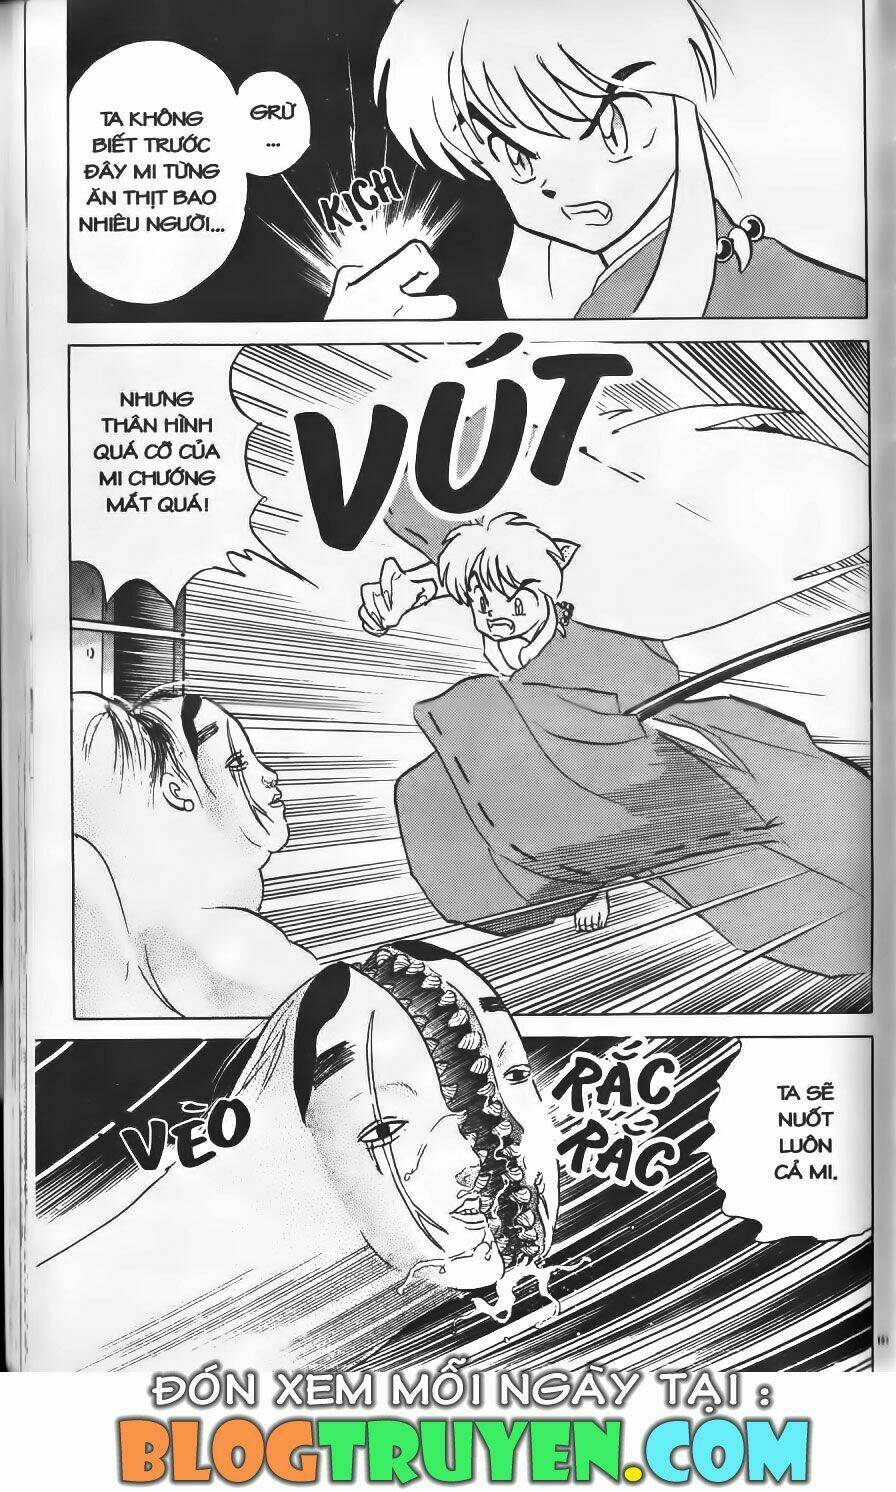 GRỪ
...
TA KHÔNG
BIẾT TRƯỚC
ĐÂY MI TỪNG
ĂN THỊT BAO
NHIÊU NGƯỜI...
KỊCH
VÚT
NHƯNG
THÂN HÌNH
QUÁ CỠ CỦA
MI CHƯỚNG
MẮT QUÁ!
VÈO
RẮC
RẮC
TA SẼ
NUỐT
LUÔN
CẢ MI.
ĐÓN XEM MỖI NGÀY TẠI :
BLOGTRUYEN.COM